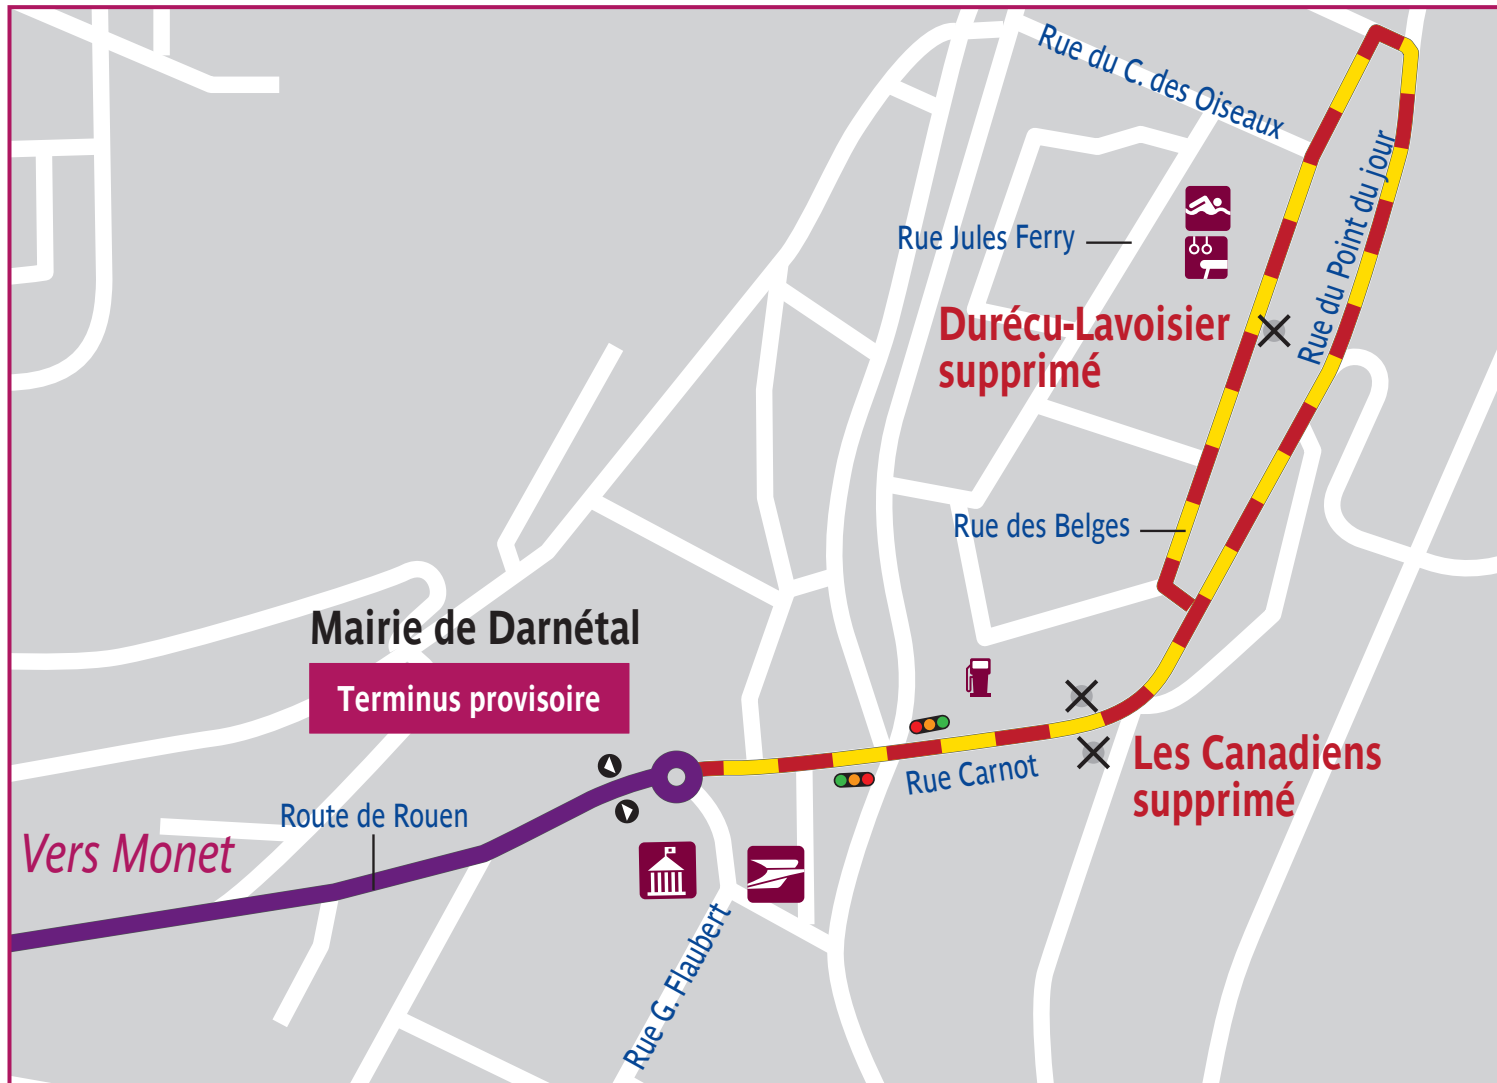 Rue du C. des Oiseaux
Rue du Point du jour
Rue Jules Ferry
Durécu-Lavoisier
supprimé
Rue des Belges
Mairie de Darnétal
Terminus provisoire
Les Canadiens
supprimé
Rue Carnot
Route de Rouen
Vers Monet
Rue G. Flaubert